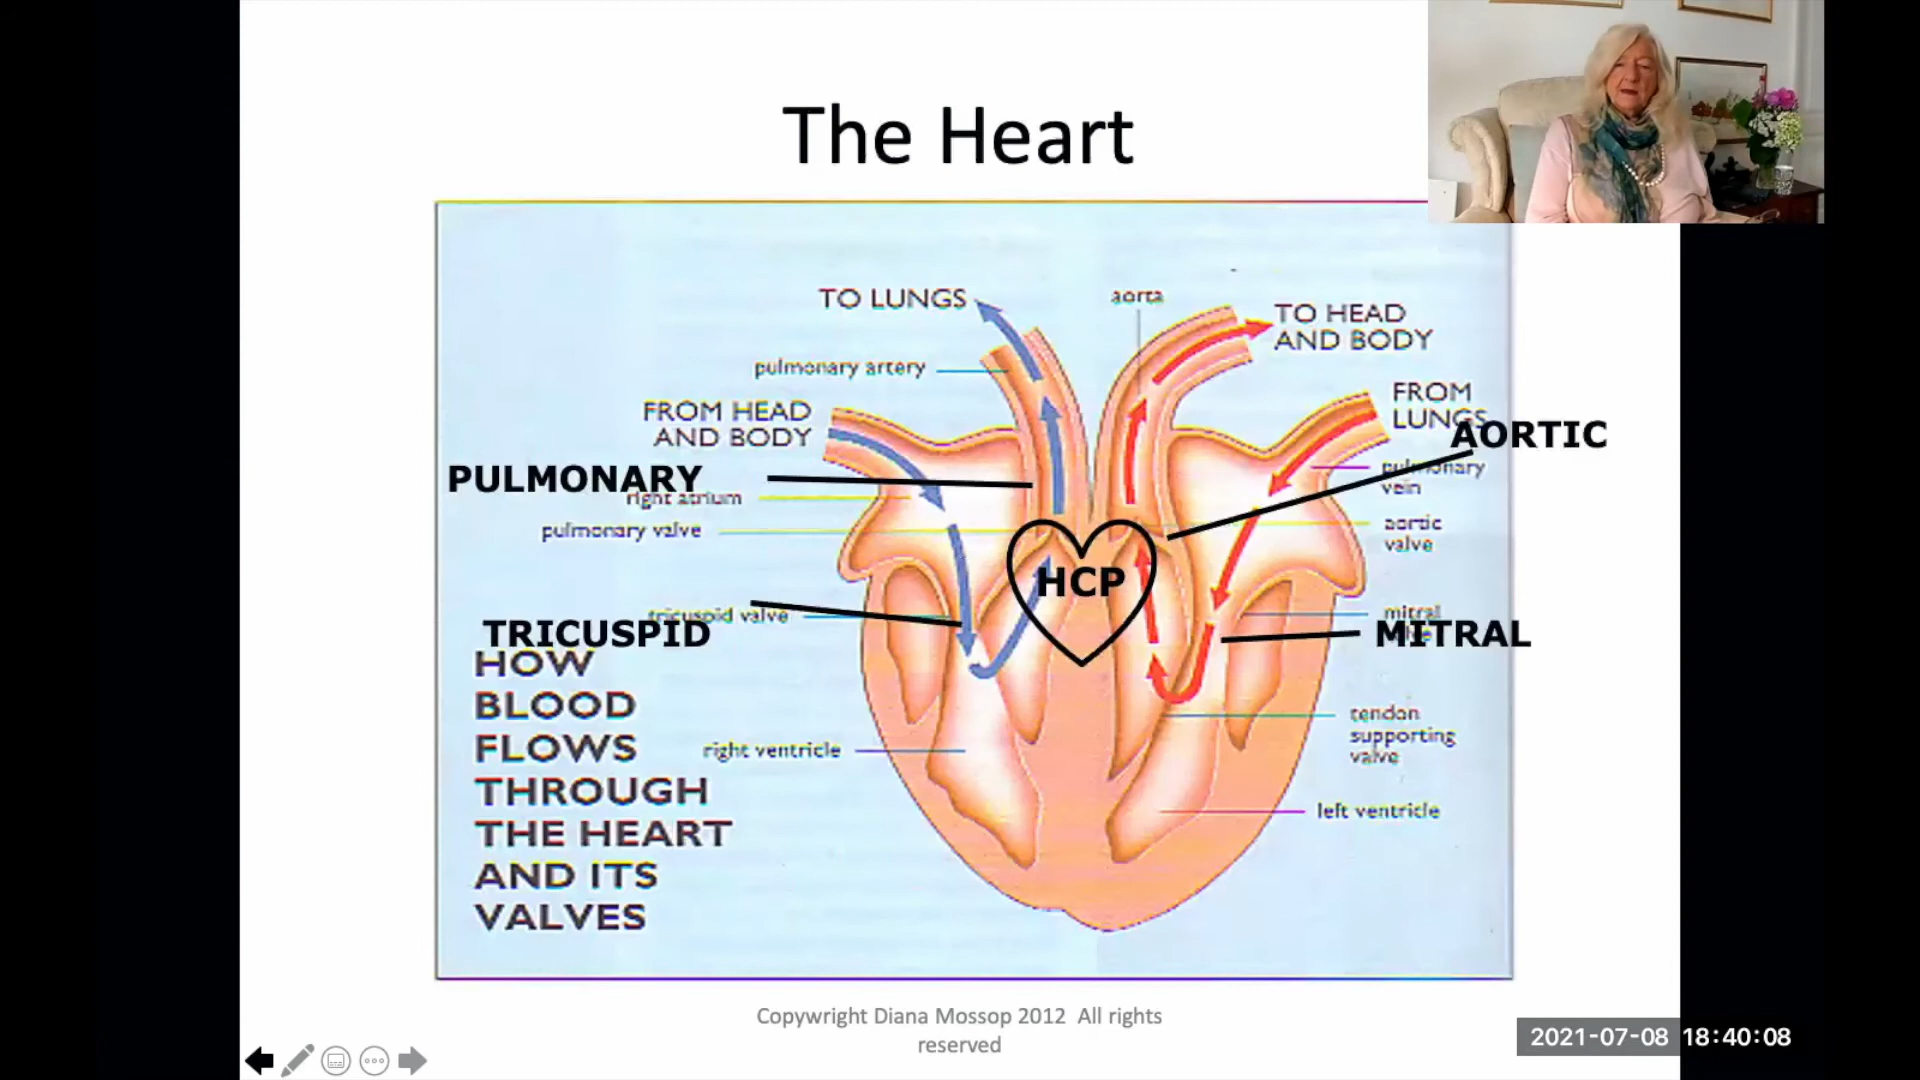 The Heart
TO LUNGS
aorta
TO HEAD
AND BODY
pulmonary artery
FROM HEAD
AND BODY
FROM
LUNGS
AORTIC
PULMONARY
right atrium
pulmonary
vein
pulmonary valve
aortic
valve
HCP
tricuspid valve
mitral
TRICUSPID
MITRAL
HOW
BLOOD
FLOWS
THROUGH
THE HEART
AND ITS
VALVES
right ventricle
tendon
supporting
valve
left ventricle
Copywright Diana Mossop 2012 All rights
reserved
2021-07-08 18:40:08